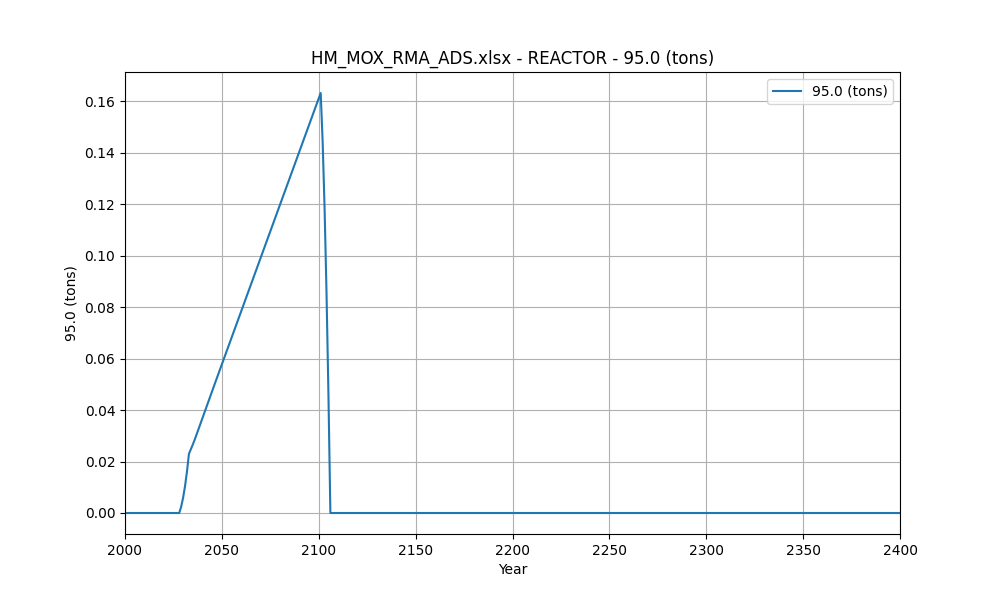 HM_MOX_RMA_ADS.xlsx - REACTOR - 95.0 (tons)
95.0 (tons)
0.16
0.14
0.12
0.10
0.08
0.06
0.04
0.02
0.00
95.0 (tons)
2000 2050 2100 2150 2200 2250 2300 2350 2400
Year